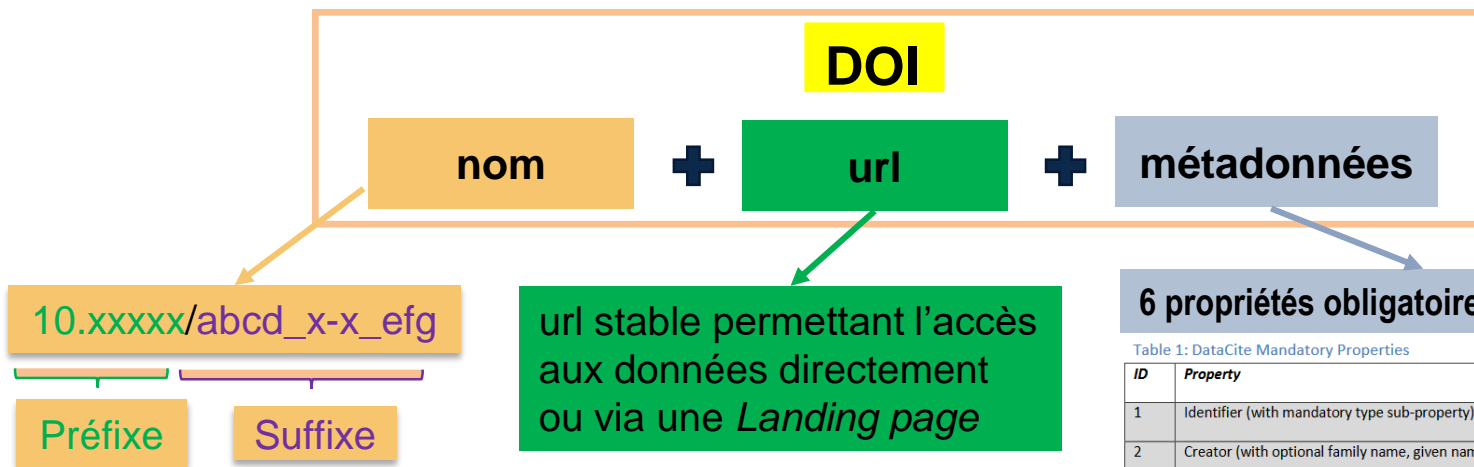 DOI
nom
url
métadonnées
10.xxxxx/abcd_x-x_efg
Préfixe
Suffixe
url stable permettant l’accès
aux données directement
ou via une Landing page
6 propriétés obligatoire
Table 1: DataCite Mandatory Properties
ID Property
1 Identifier (with mandatory type sub-property)
2 Creator (with optional family name, given nam